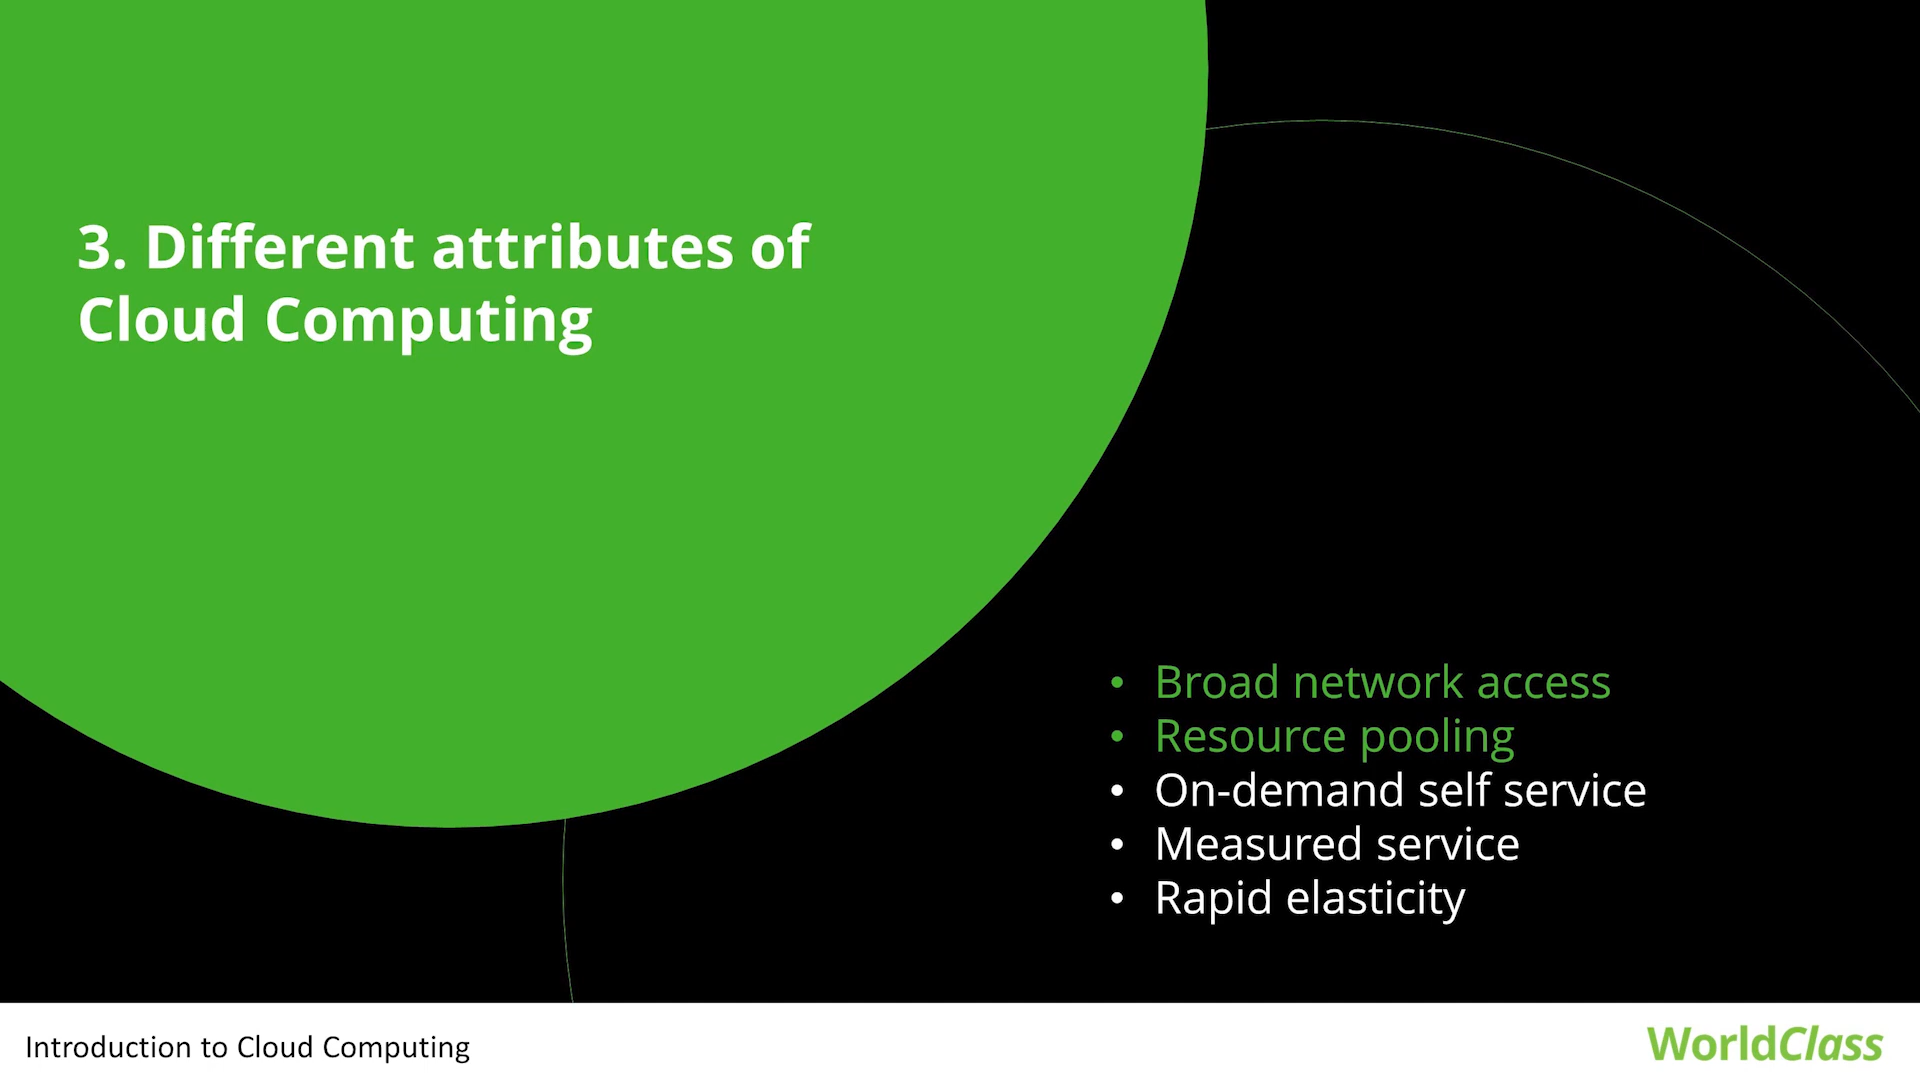 3. Different attributes of
Cloud Computing
• Broad network access
• Resource pooling
• On-demand self service
• Measured service
• Rapid elasticity
Introduction to Cloud Computing
WorldClass